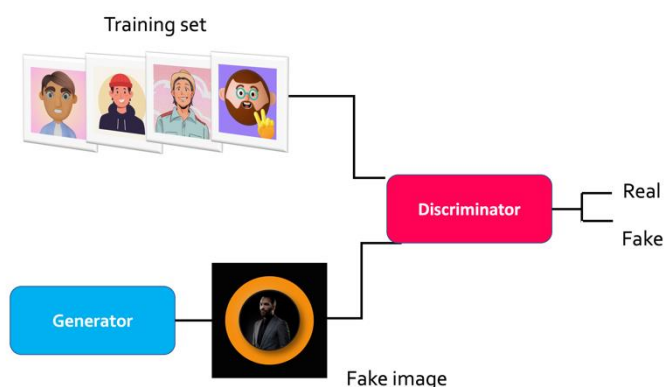 Training set
Discriminator
Real
Fake
Generator
Fake image